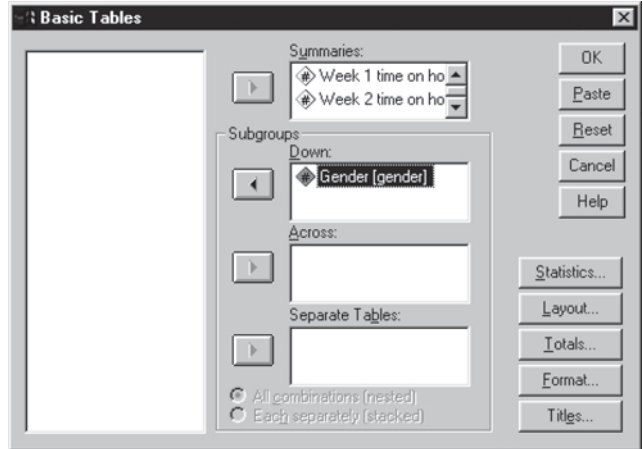 Basic Tables
Summaries:
Week 1 time on ho
Week 2 time on ho
Subgroups
Down:
Gender [gender]
Across:
Separate Tables:
All combinations (nested)
Each separately (stacked)
OK
Paste
Reset
Cancel
Help
Statistics...
Layout...
Totals...
Format...
Titles...